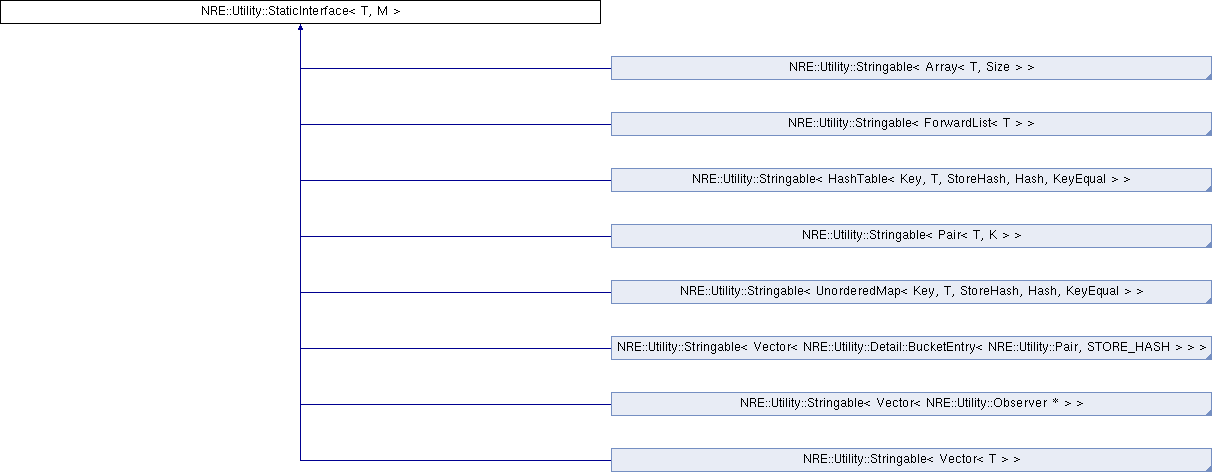 NRE::Utility::StaticInterface< T, M >
NRE::Utility::Stringable< Array< T, Size > >
NRE::Utility::Stringable< ForwardList< T > >
NRE::Utility::Stringable< HashTable< Key, T, StoreHash, Hash, KeyEqual > >
NRE::Utility::Stringable< Pair< T, K > >
NRE::Utility::Stringable< UnorderedMap< Key, T, StoreHash, Hash, KeyEqual > >
NRE::Utility::Stringable< Vector< NRE::Utility::Detail::BucketEntry< NRE::Utility::Pair, STORE_HASH > > >
NRE::Utility::Stringable< Vector< NRE::Utility::Observer * > >
NRE::Utility::Stringable< Vector< T > >